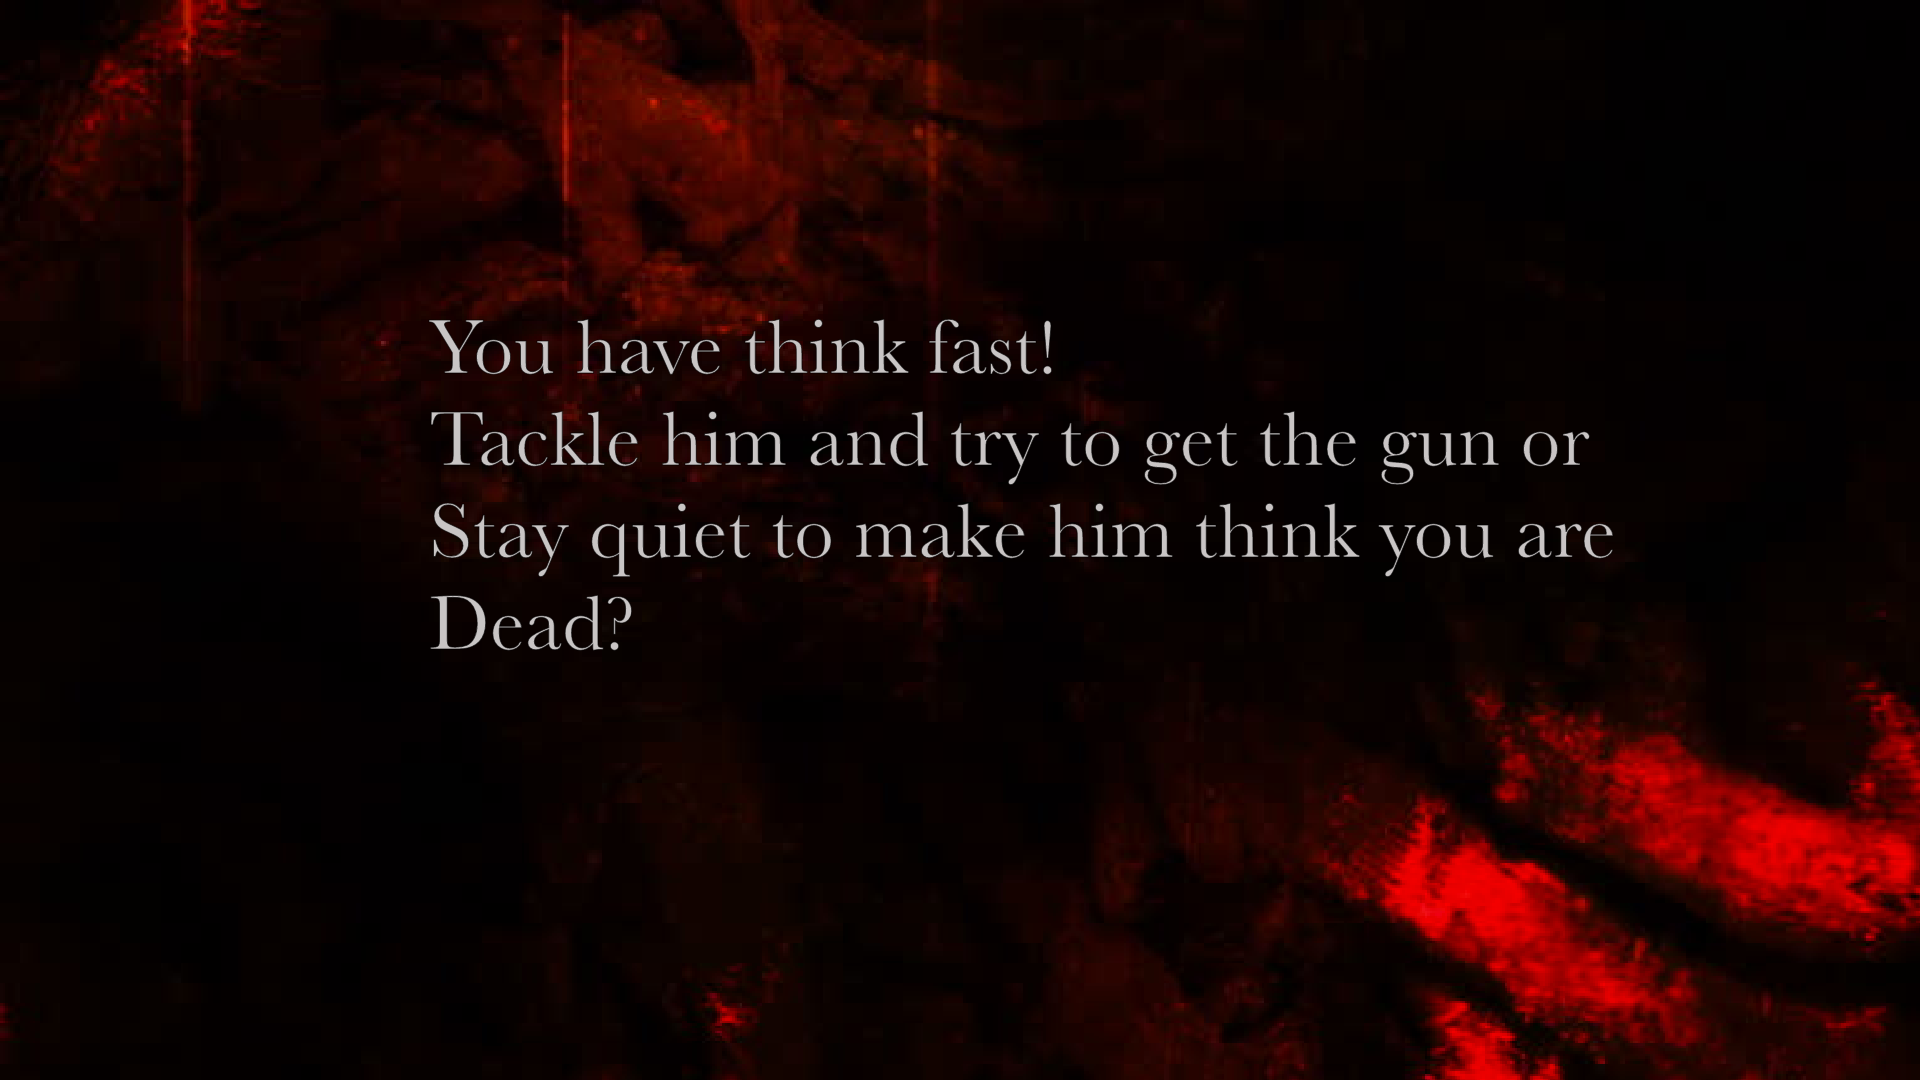 You have think fast!
Tackle him and try to get the gun or
Stay quiet to make him think you are
Dead?